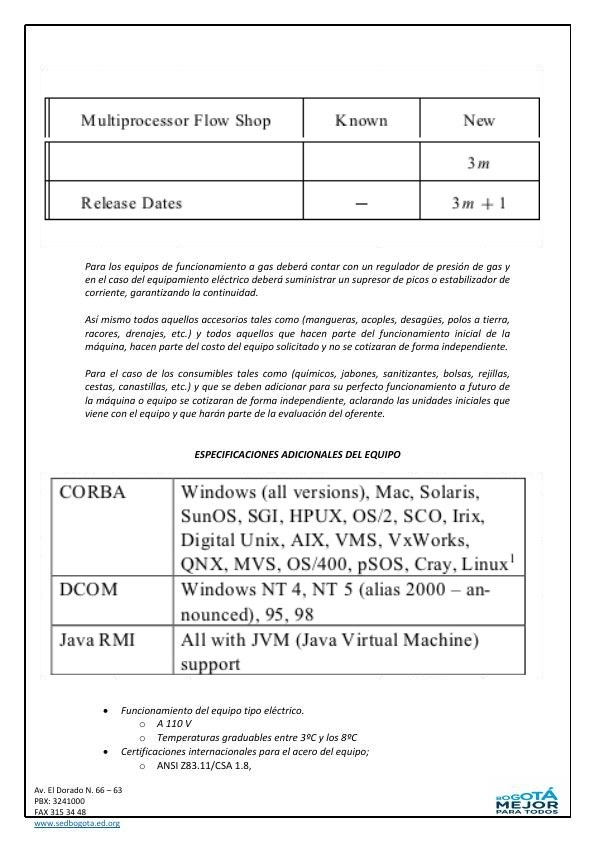 Multiprocessor Flow Shop Known New
3m
Release Dates — 3m + 1
Para los equipos de funcionamiento a gas deberá contar con un regulador de presión de gas y
en el caso del equipamiento eléctrico deberá suministrar un supresor de picos o estabilizador de
corriente, garantizando la continuidad.
Así mismo todos aquellos accesorios tales como (mangueras, acoples, desagües, polos a tierra,
racores, drenajes, etc.) y todos aquellos que hacen parte del funcionamiento inicial de la
máquina, hacen parte del costo del equipo solicitado y no se cotizaran de forma independiente.
Para el caso de los consumibles tales como (químicos, jabones, sanitizantes, bolsas, rejillas,
cestas, canastillas, etc.) y que se deben adicionar para su perfecto funcionamiento a futuro de
la máquina o equipo se cotizaran de forma independiente, aclarando las unidades iniciales que
viene con el equipo y que harán parte de la evaluación del oferente.
ESPECIFICACIONES ADICIONALES DEL EQUIPO
CORBA Windows (all versions), Mac, Solaris,
SunOS, SGI, HPUX, OS/2, SCO, Irix,
Digital Unix, AIX, VMS, VxWorks,
QNX, MVS, OS/400, pSOS, Cray, Linux¹
DCOM Windows NT 4, NT 5 (alias 2000 – an-
nounced), 95, 98
Java RMI All with JVM (Java Virtual Machine)
support
• Funcionamiento del equipo tipo eléctrico.
o A 110 V
o Temperaturas graduables entre 3ºC y los 8ºC
• Certificaciones internacionales para el acero del equipo;
o ANSI Z83.11/CSA 1.8,
Av. El Dorado N. 66 – 63
PBX: 3241000
FAX 315 34 48
www.sedbogota.ed.org
BOGOTÁ
MEJOR
PARA TODOS